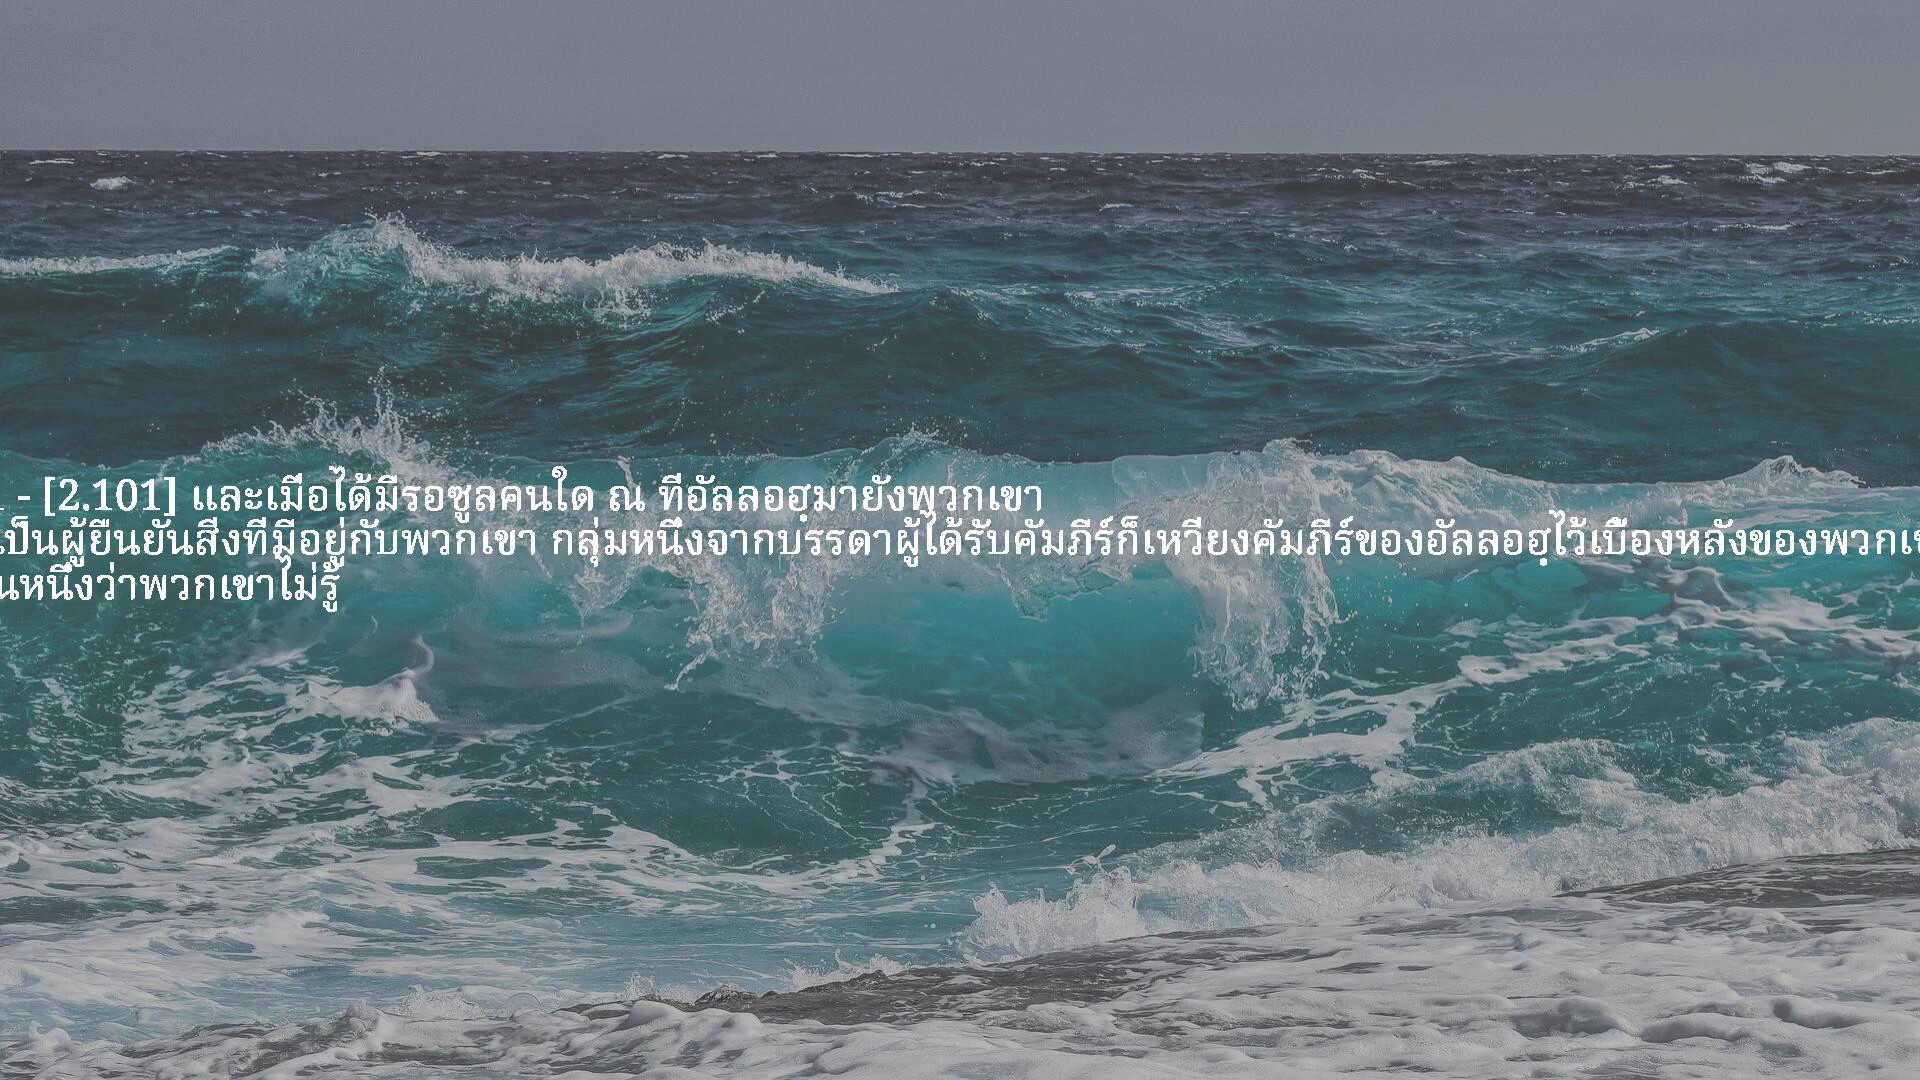 - [2.101] และเมื่อได้มีรอซูลคนใด ณ ที่อัลลอฮฺมายังพวกเขา
เป็นผู้ยืนยันสิ่งที่มีอยู่กับพวกเขา กลุ่มหนึ่งจากบรรดาผู้ได้รับคัมภีร์ก็เหวี่ยงคัมภีร์ของอัลลอฮฺไว้เบื้องหลังของพวกเ
นหนึ่งว่าพวกเขาไม่รู้